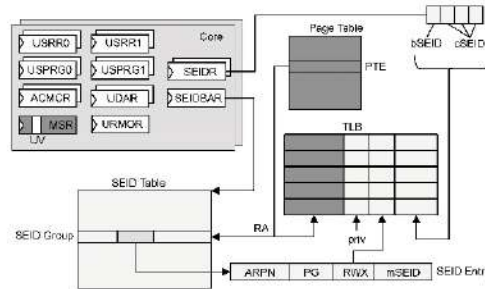 USRR0
USRR1
Core
USPRG0
USPRG1
SEIDR
ACMCR
UDAR
SEIDBAR
MSR
URMOR
UV
Page Table
PTE
bSEID
cSEID
TLB
SEID Table
SEID Group
RA
priv
ARPN
PG
RWX
mSEID
SEID Entr